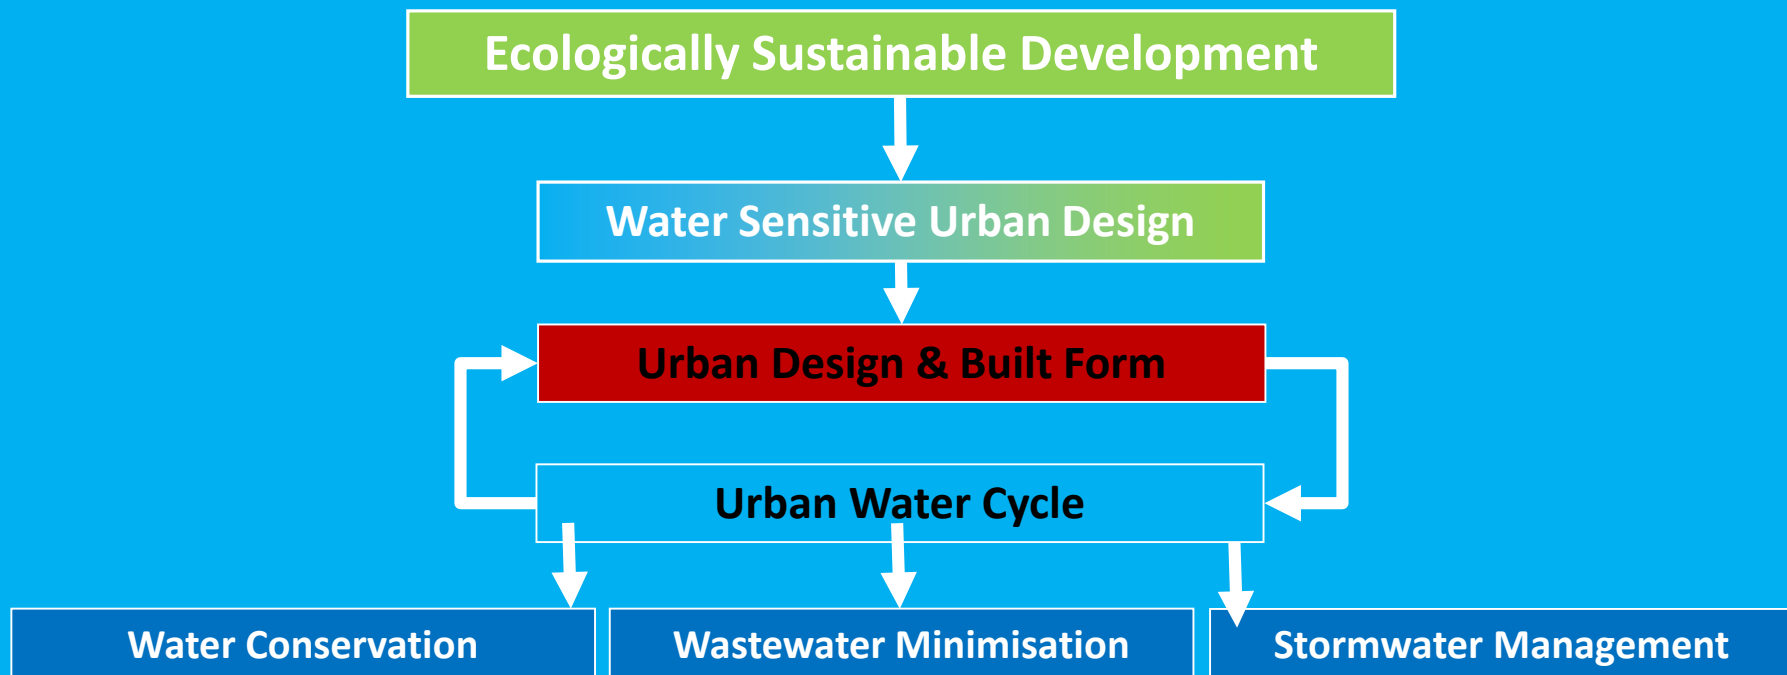 Ecologically Sustainable Development
Water Sensitive Urban Design
Urban Design & Built Form
Urban Water Cycle
Water Conservation
Wastewater Minimisation
Stormwater Management